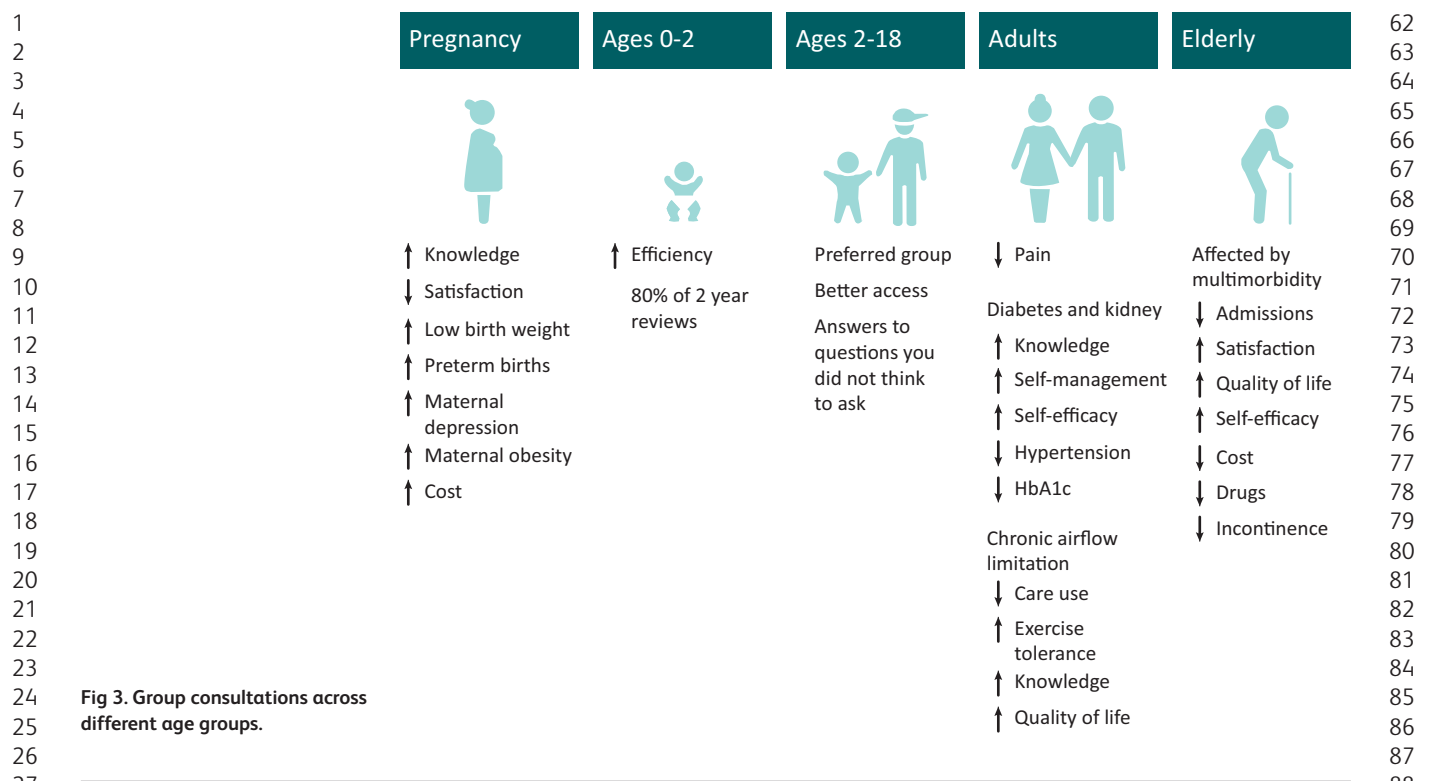 1
2
3
4
5
6
7
8
9
10
11
12
13
14
15
16
17
18
19
20
21
22
23
24
25
26
27
Pregnancy
↑ Knowledge
↓ Satisfaction
↑ Low birth weight
↑ Preterm births
↑ Maternal
depression
↑ Maternal obesity
↑ Cost
Ages 0-2
↑ Efficiency
80% of 2 year
reviews
Ages 2-18
Preferred group
Better access
Answers to
questions you
did not think
to ask
Adults
↓ Pain
Diabetes and kidney
↑ Knowledge
↑ Self-management
↑ Self-efficacy
↓ Hypertension
↓ HbA1c
Chronic airflow
limitation
↓ Care use
↑ Exercise
tolerance
↑ Knowledge
↑ Quality of life
Elderly
Affected by
multimorbidity
↓ Admissions
↑ Satisfaction
↑ Quality of life
↑ Self-efficacy
↓ Cost
↓ Drugs
↓ Incontinence
Fig 3. Group consultations across
different age groups.
62
63
64
65
66
67
68
69
70
71
72
73
74
75
76
77
78
79
80
81
82
83
84
85
86
87
88